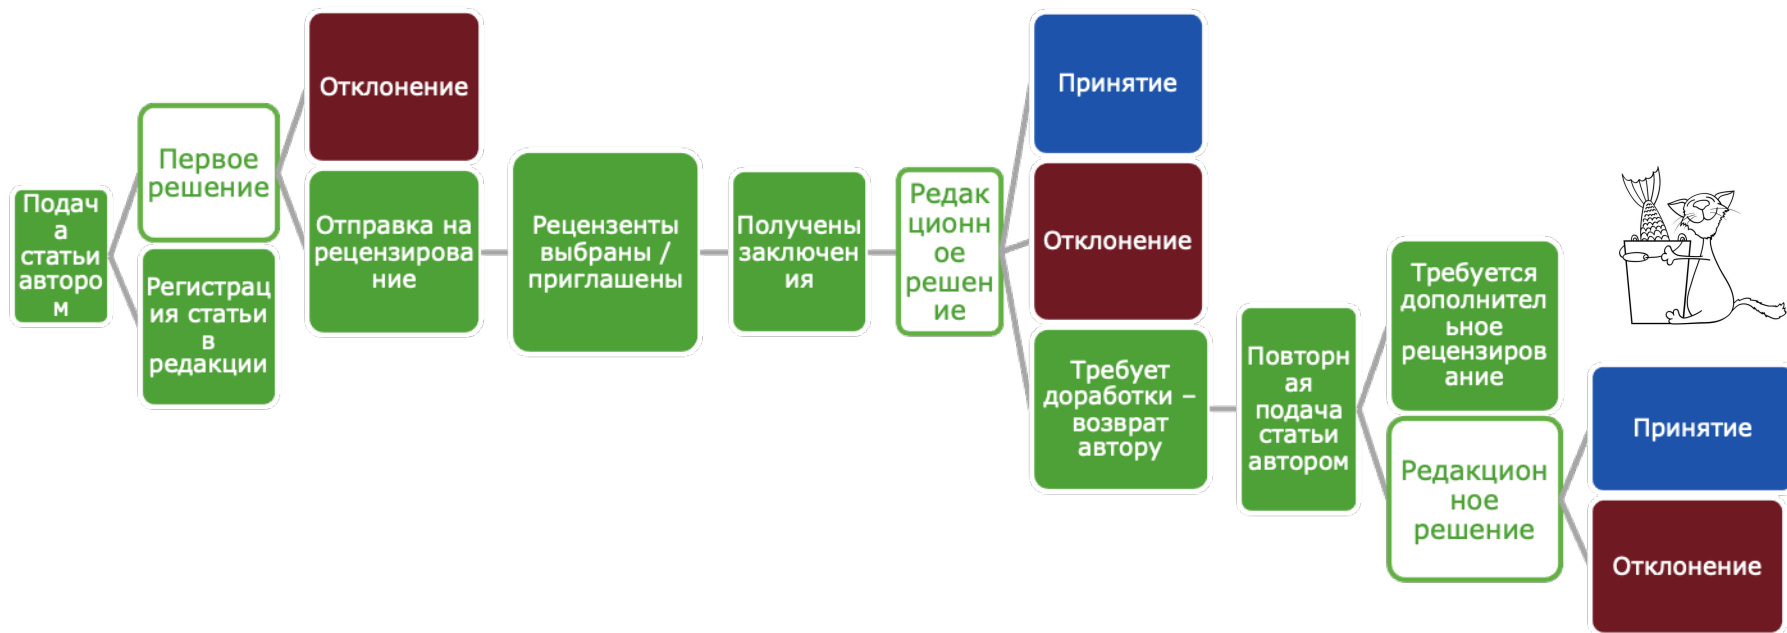 Подач
а
статьи
авторо
м
Первое
решение
Регистрац
ия статьи
в
редакции
Отклонение
Отправка на
рецензирова
ние
Рецензенты
выбраны /
приглашены
Получены
заключен
ия
Редак
ционн
ое
решен
ие
Принятие
Отклонение
Требует
доработки –
возврат
автору
Повторн
ая
подача
статьи
автором
Требуется
дополнител
ьное
рецензиров
ание
Редакцион
ное
решение
Принятие
Отклонение